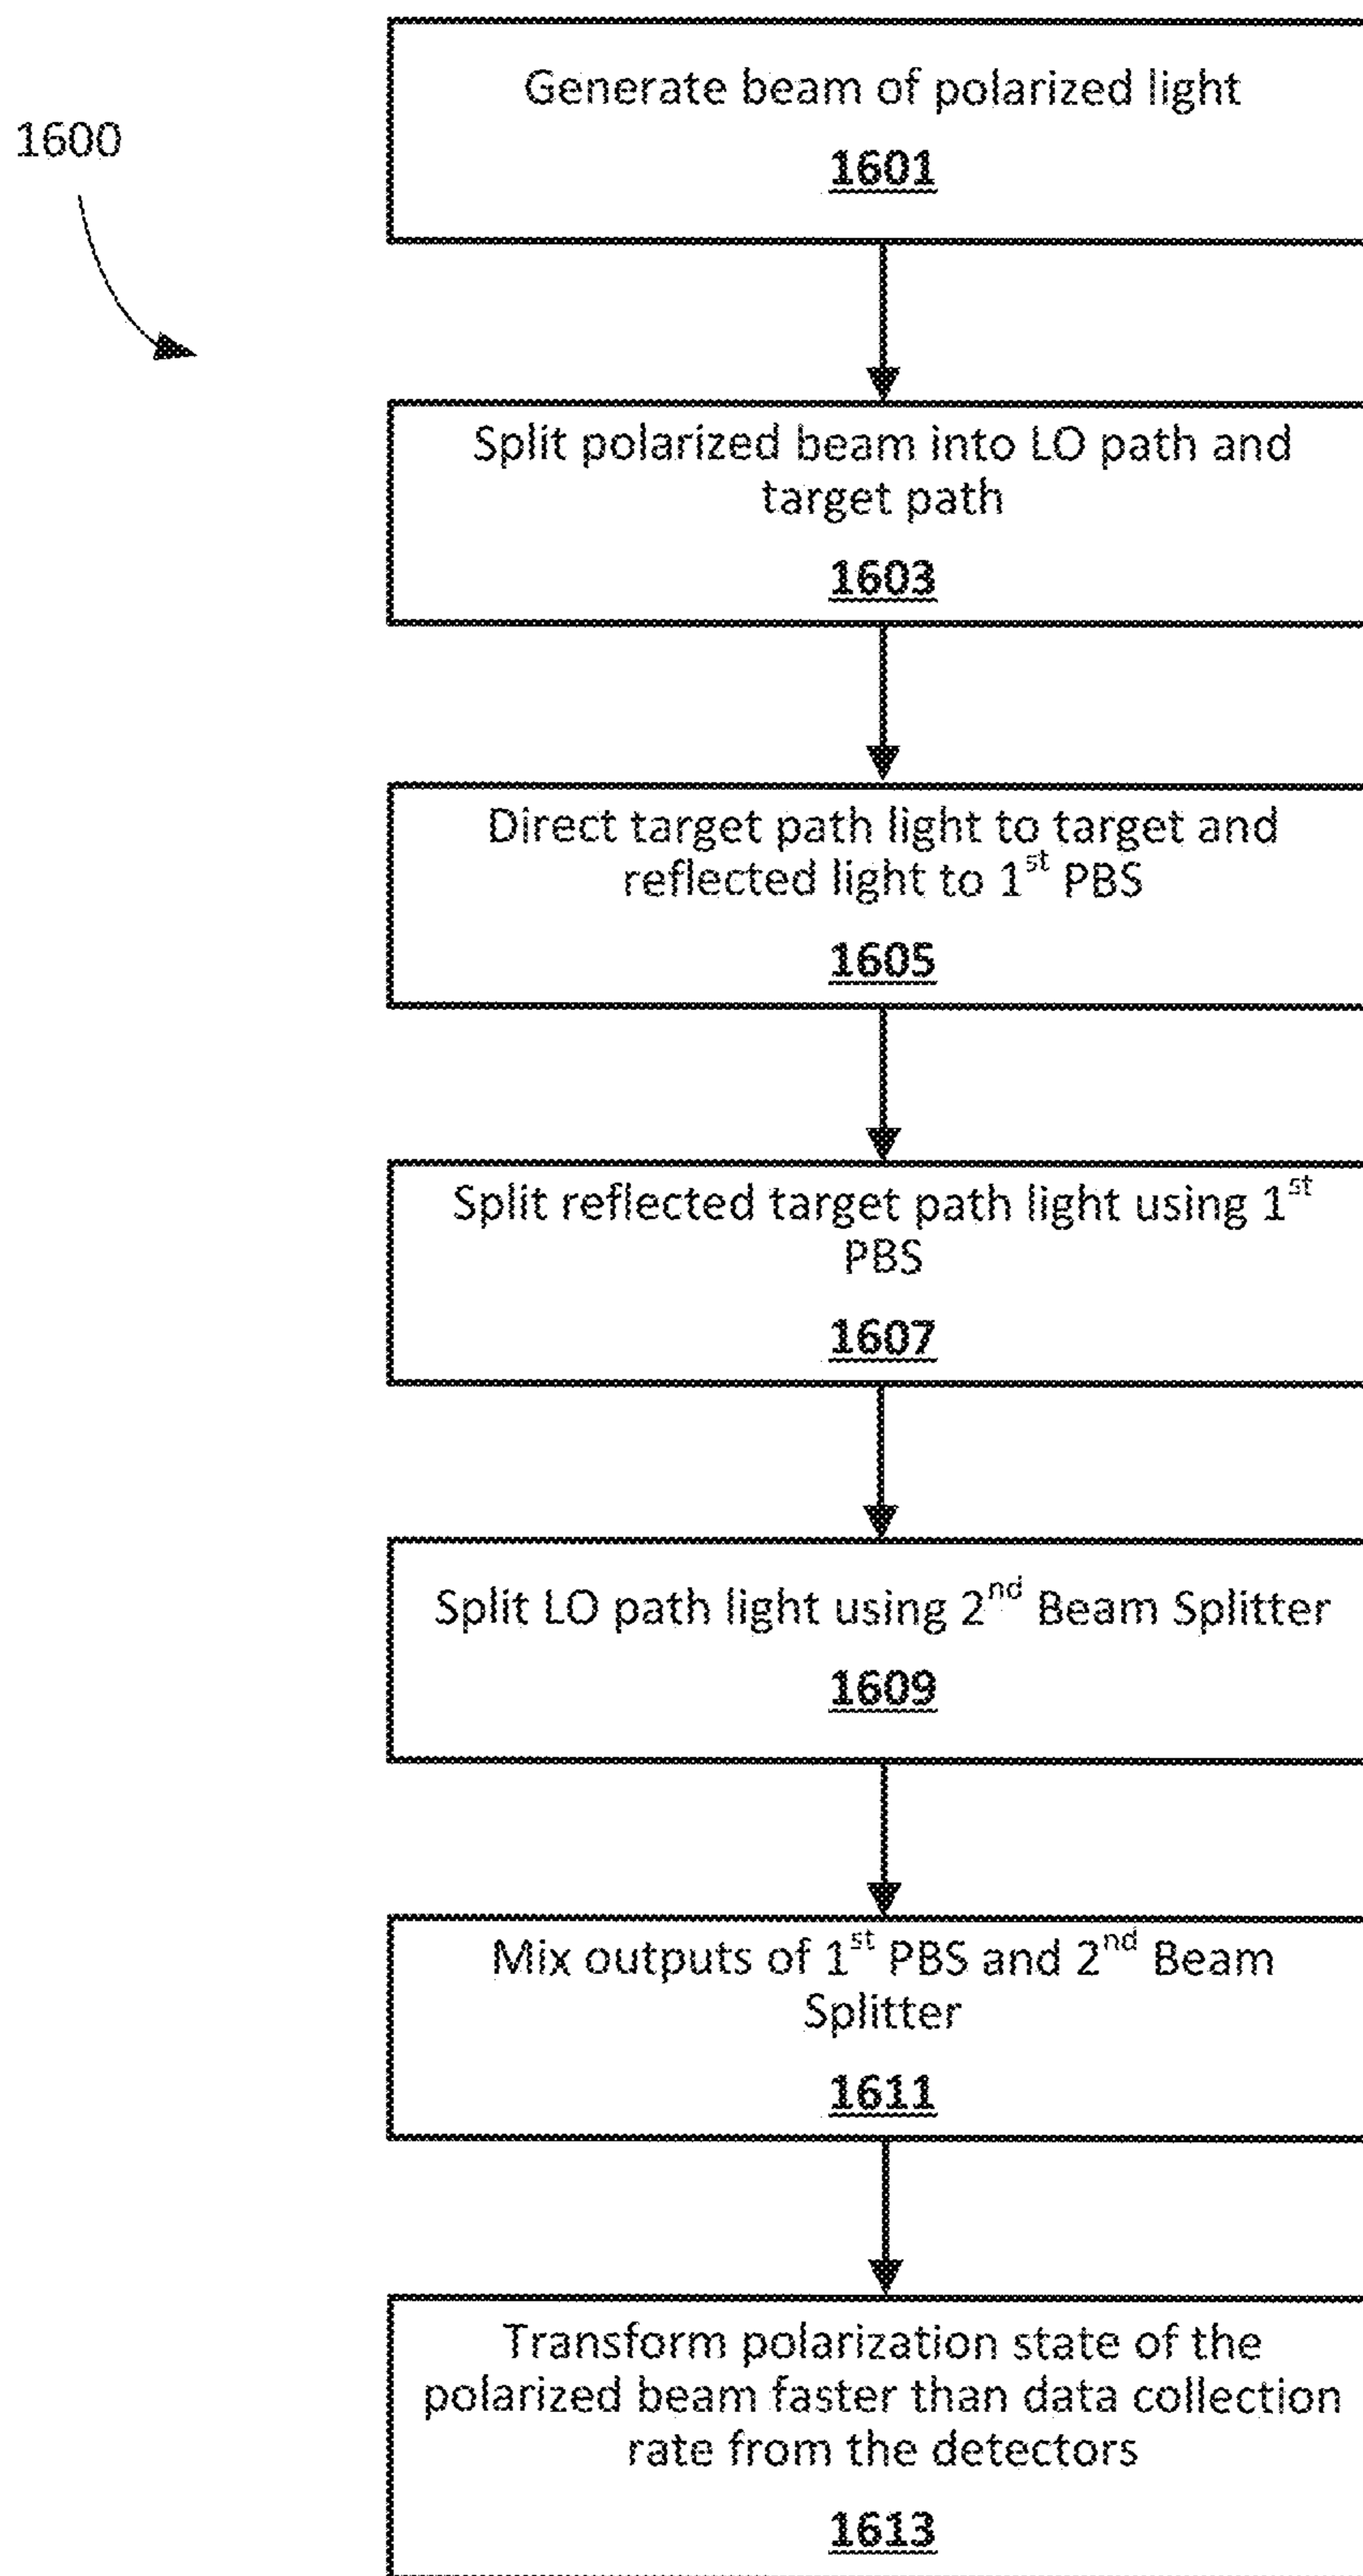 1600
Generate beam of polarized light
1601
Split polarized beam into LO path and
target path
1603
Direct target path light to target and
reflected light to 1st PBS
1605
Split reflected target path light using 1st
PBS
1607
Split LO path light using 2nd Beam Splitter
1609
Mix outputs of 1st PBS and 2nd Beam
Splitter
1611
Transform polarization state of the
polarized beam faster than data collection
rate from the detectors
1613